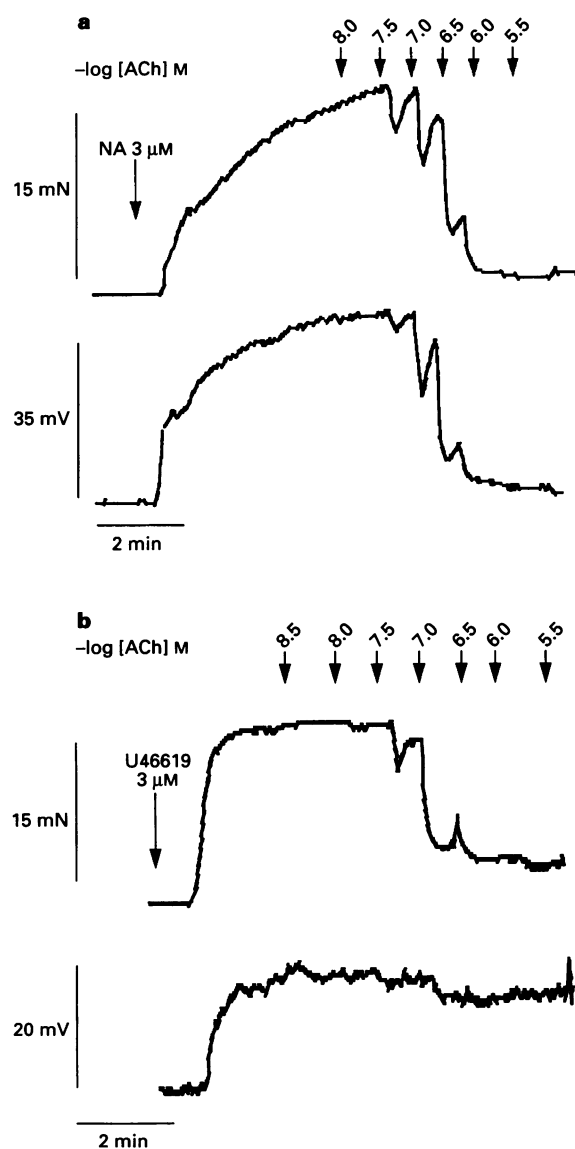 a
8.0 7.5 7.0 6.5 6.0 5.5
–log [ACh] M
NA 3 μM
15 mN
35 mV
2 min
b
8.5 8.0 7.5 7.0 6.5 6.0 5.5
–log [ACh] M
U46619
3 μM
15 mN
20 mV
2 min